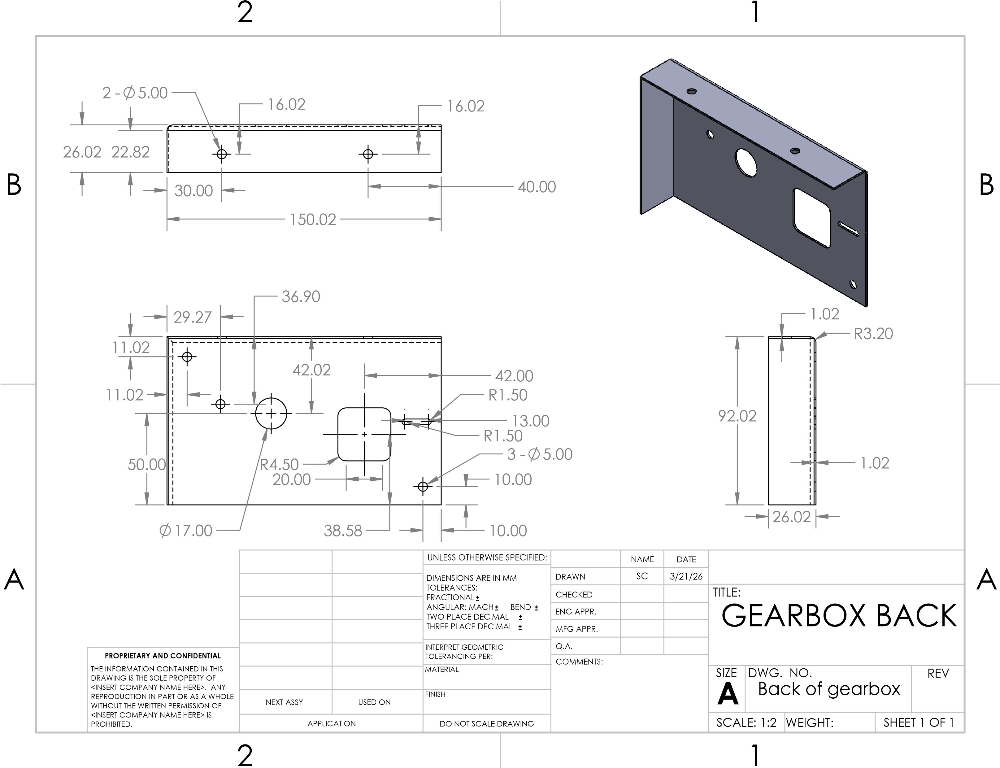 2
1
2 - ∅ 5.00
16.02
16.02
26.02
22.82
B
B
30.00
40.00
150.02
36.90
29.27
1.02
R3.20
11.02
42.02
42.00
11.02
R1.50
92.02
13.00
R1.50
3 - ∅ 5.00
50.00
R4.50
1.02
20.00
10.00
26.02
∅ 17.00
38.58
10.00
A
A
UNLESS OTHERWISE SPECIFIED:
DIMENSIONS ARE IN MM
TOLERANCES:
FRACTIONAL ±
ANGULAR: MACH ± BEND ±
TWO PLACE DECIMAL ±
THREE PLACE DECIMAL ±
INTERPRET GEOMETRIC
TOLERANCING PER:
MATERIAL
FINISH
DO NOT SCALE DRAWING
NAME
DATE
DRAWN
SC
3/21/26
CHECKED
ENG APPR.
MFG APPR.
Q.A.
COMMENTS:
TITLE:
GEARBOX BACK
SIZE
A
DWG. NO.
Back of gearbox
REV
SCALE: 1:2
WEIGHT:
SHEET 1 OF 1
PROPRIETARY AND CONFIDENTIAL
THE INFORMATION CONTAINED IN THIS
DRAWING IS THE SOLE PROPERTY OF
<INSERT COMPANY NAME HERE>. ANY
REPRODUCTION IN PART OR AS A WHOLE
WITHOUT THE WRITTEN PERMISSION OF
<INSERT COMPANY NAME HERE> IS
PROHIBITED.
NEXT ASSY
USED ON
APPLICATION
2
1